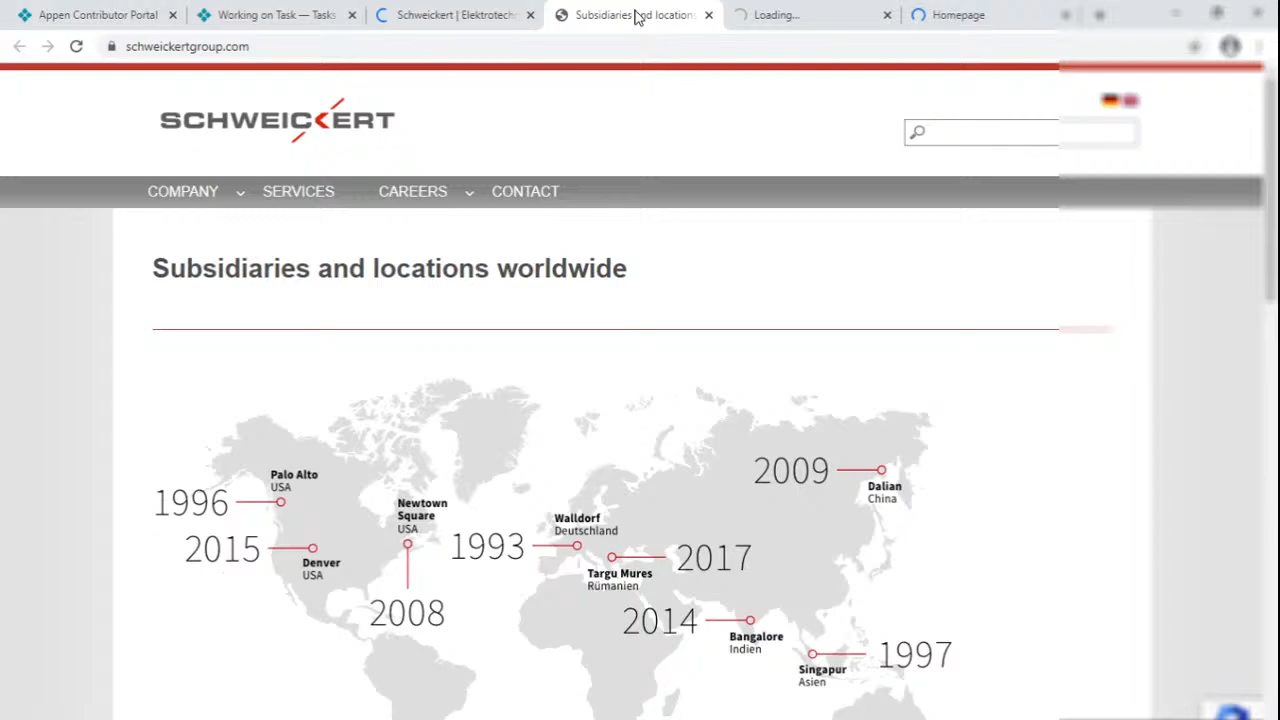 Appen Contributor Portal
Working on Task — Tasks
Schweickert | Elektrotech
Subsidiaries and locations
Loading...
Homepage
schweickertgroup.com
SCHWEICKERT
COMPANY
SERVICES
CAREERS
CONTACT
Subsidiaries and locations worldwide
2009
Dalian
China
1996
Palo Alto
USA
Newtown
Square
USA
2015
Denver
USA
2008
1993
Walldorf
Deutschland
Targu Mures
Rümanien
2017
2014
Bangalore
Indien
1997
Singapur
Asien